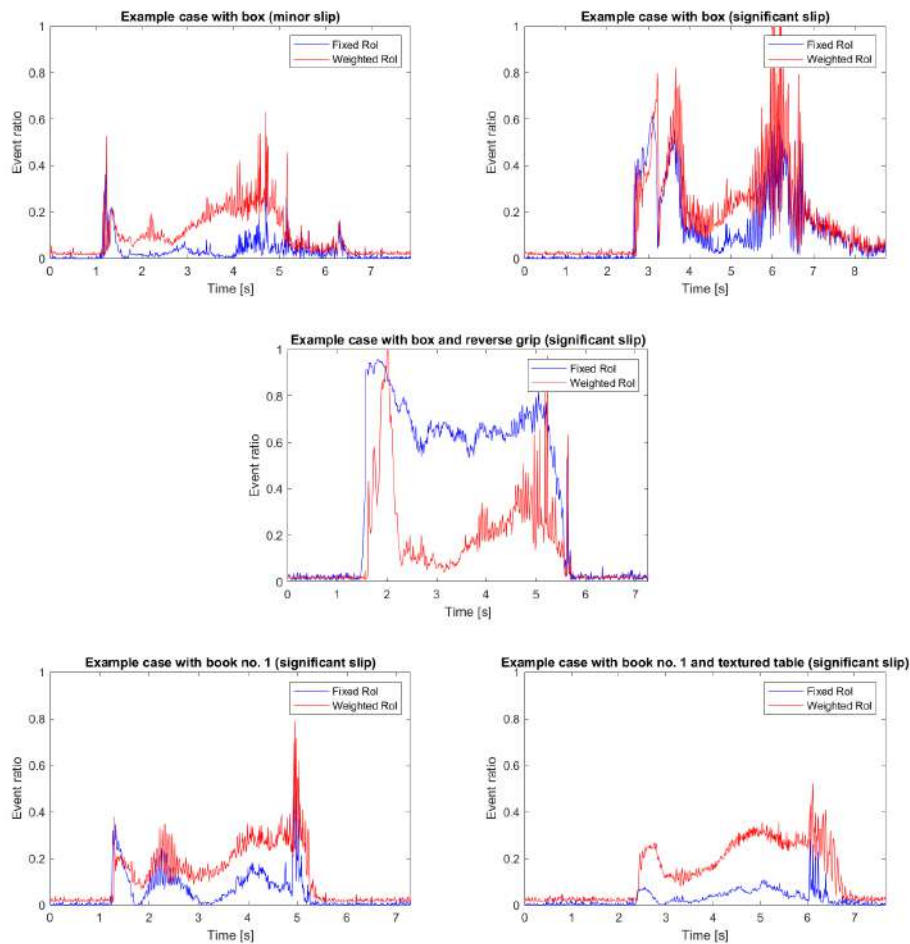 Example case with box (minor slip)
Fixed RoI
Weighted RoI
1
0.8
0.6
0.4
0.2
0
Event ratio
0 1 2 3 4 5 6 7
Time [s]
Example case with box (significant slip)
Fixed RoI
Weighted RoI
1
0.8
0.6
0.4
0.2
0
Event ratio
0 1 2 3 4 5 6 7 8
Time [s]
Example case with box and reverse grip (significant slip)
Fixed RoI
Weighted RoI
1
0.8
0.6
0.4
0.2
0
Event ratio
0 1 2 3 4 5 6 7
Time [s]
Example case with book no. 1 (significant slip)
Fixed RoI
Weighted RoI
1
0.8
0.6
0.4
0.2
0
Event ratio
0 1 2 3 4 5 6 7
Time [s]
Example case with book no. 1 and textured table (significant slip)
Fixed RoI
Weighted RoI
1
0.8
0.6
0.4
0.2
0
Event ratio
0 1 2 3 4 5 6 7
Time [s]